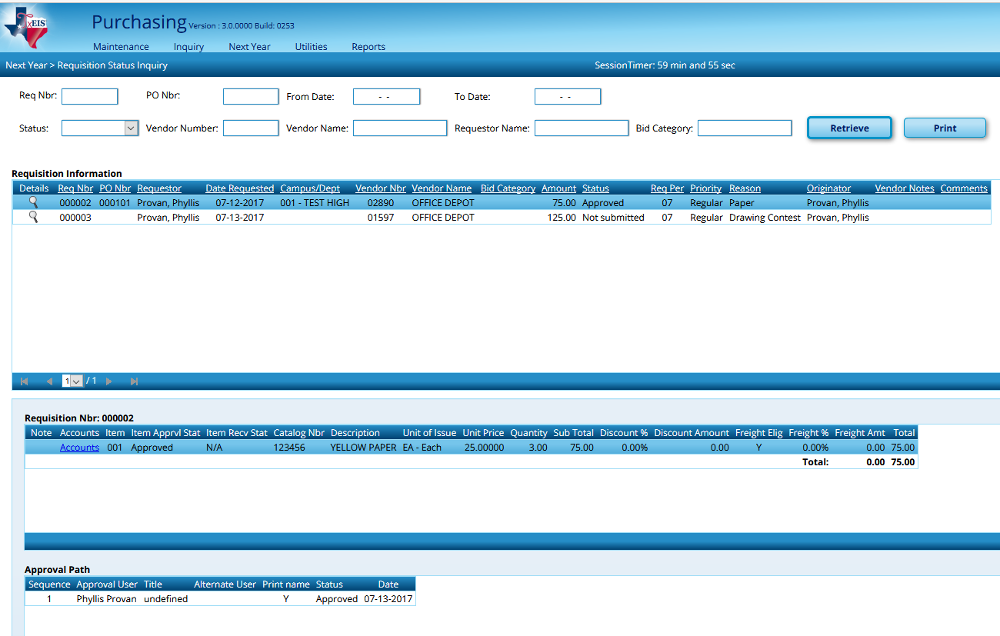 TxEIS
Purchasing Version : 3.0.0000 Build: 0253
Maintenance Inquiry Next Year Utilities Reports
Next Year > Requisition Status Inquiry SessionTimer: 59 min and 55 sec
Req Nbr: PO Nbr: From Date: - - To Date: - -
Status: Vendor Number: Vendor Name: Requestor Name: Bid Category: Retrieve Print
Requisition Information
Details Req Nbr PO Nbr Requestor Date Requested Campus/Dept Vendor Nbr Vendor Name Bid Category Amount Status Req Per Priority Reason Originator Vendor Notes Comments
000002 000101 Provan, Phyllis 07-12-2017 001 - TEST HIGH 02890 OFFICE DEPOT 75.00 Approved 07 Regular Paper Provan, Phyllis
000003 Provan, Phyllis 07-13-2017 01597 OFFICE DEPOT 125.00 Not submitted 07 Regular Drawing Contest Provan, Phyllis
1 / 1
Requisition Nbr: 000002
Note Accounts Item Item Apprvl Stat Item Recv Stat Catalog Nbr Description Unit of Issue Unit Price Quantity Sub Total Discount % Discount Amount Freight Elig Freight % Freight Amt Total
Accounts 001 Approved N/A 123456 YELLOW PAPER EA - Each 25.00000 3.00 75.00 0.00% 0.00 Y 0.00% 0.00 75.00
Total: 0.00 75.00
Approval Path
Sequence Approval User Title Alternate User Print name Status Date
1 Phyllis Provan undefined Y Approved 07-13-2017